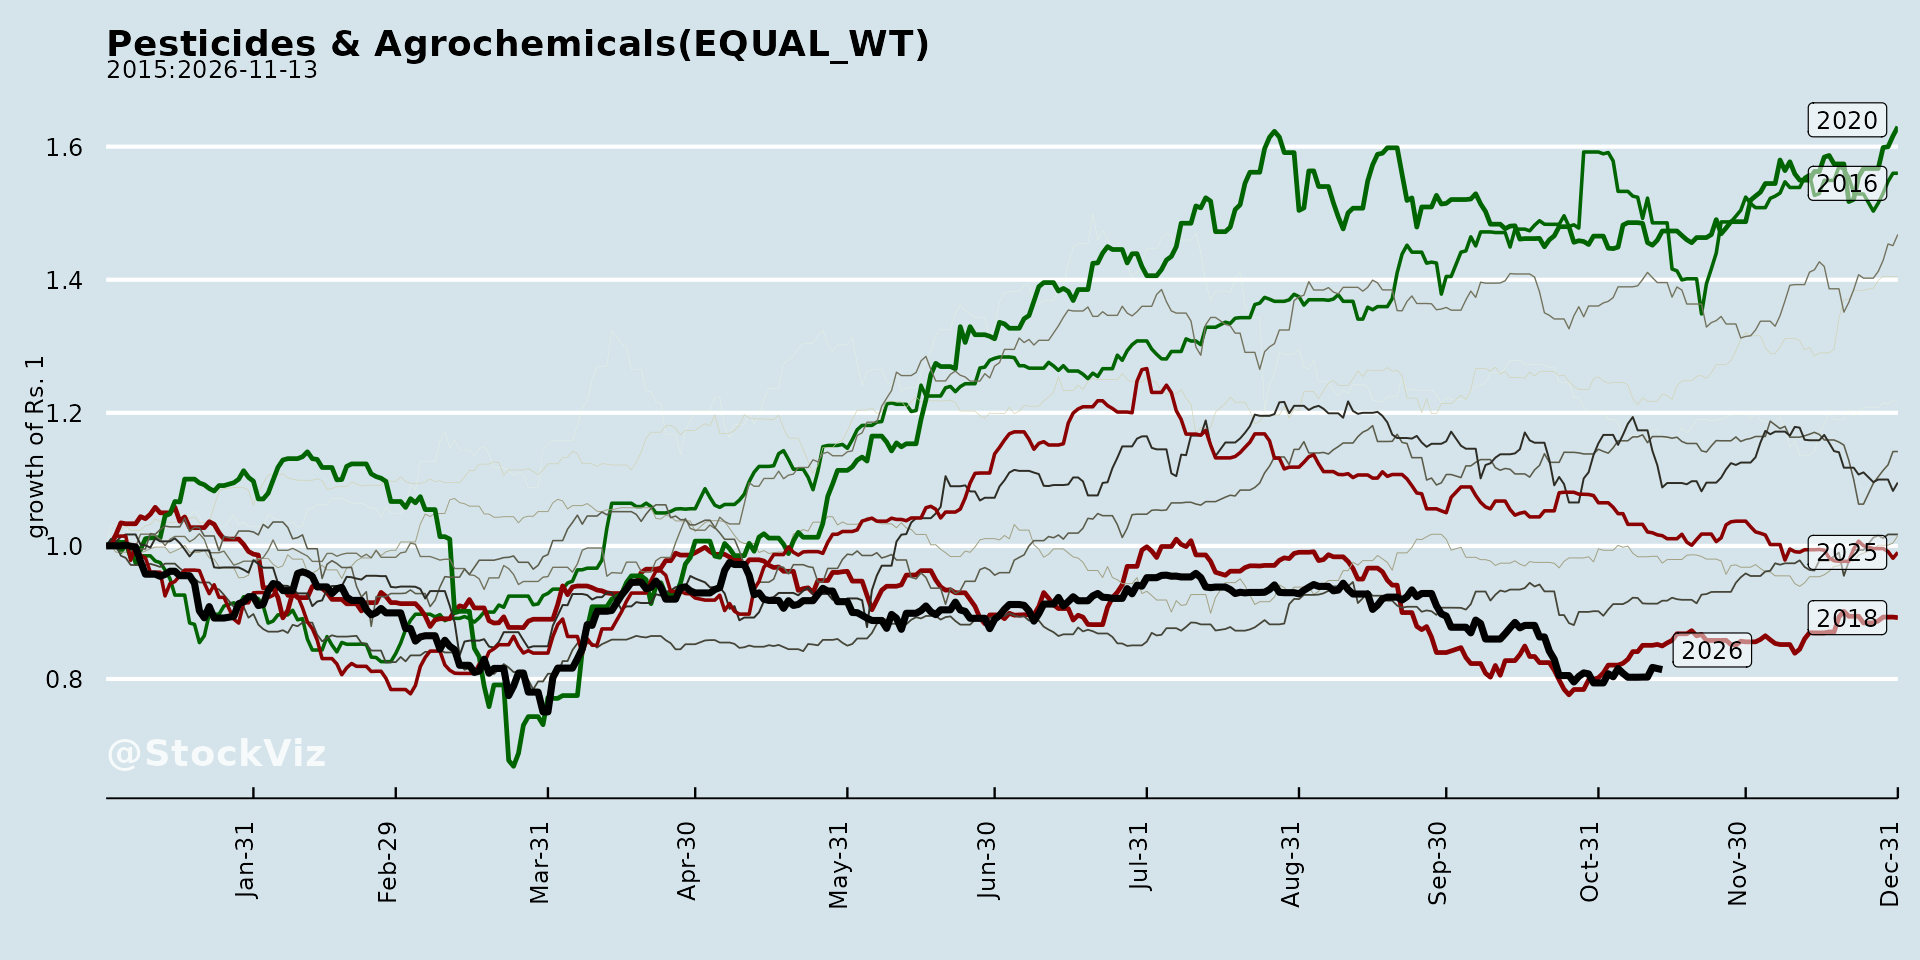 Pesticides & Agrochemicals(EQUAL_WT)
2015:2026-11-13
growth of Rs. 1
1.6
1.4
1.2
1.0
0.8
2020
2016
2025
2018
2026
@StockViz
Jan-31
Feb-29
Mar-31
Apr-30
May-31
Jun-30
Jul-31
Aug-31
Sep-30
Oct-31
Nov-30
Dec-31